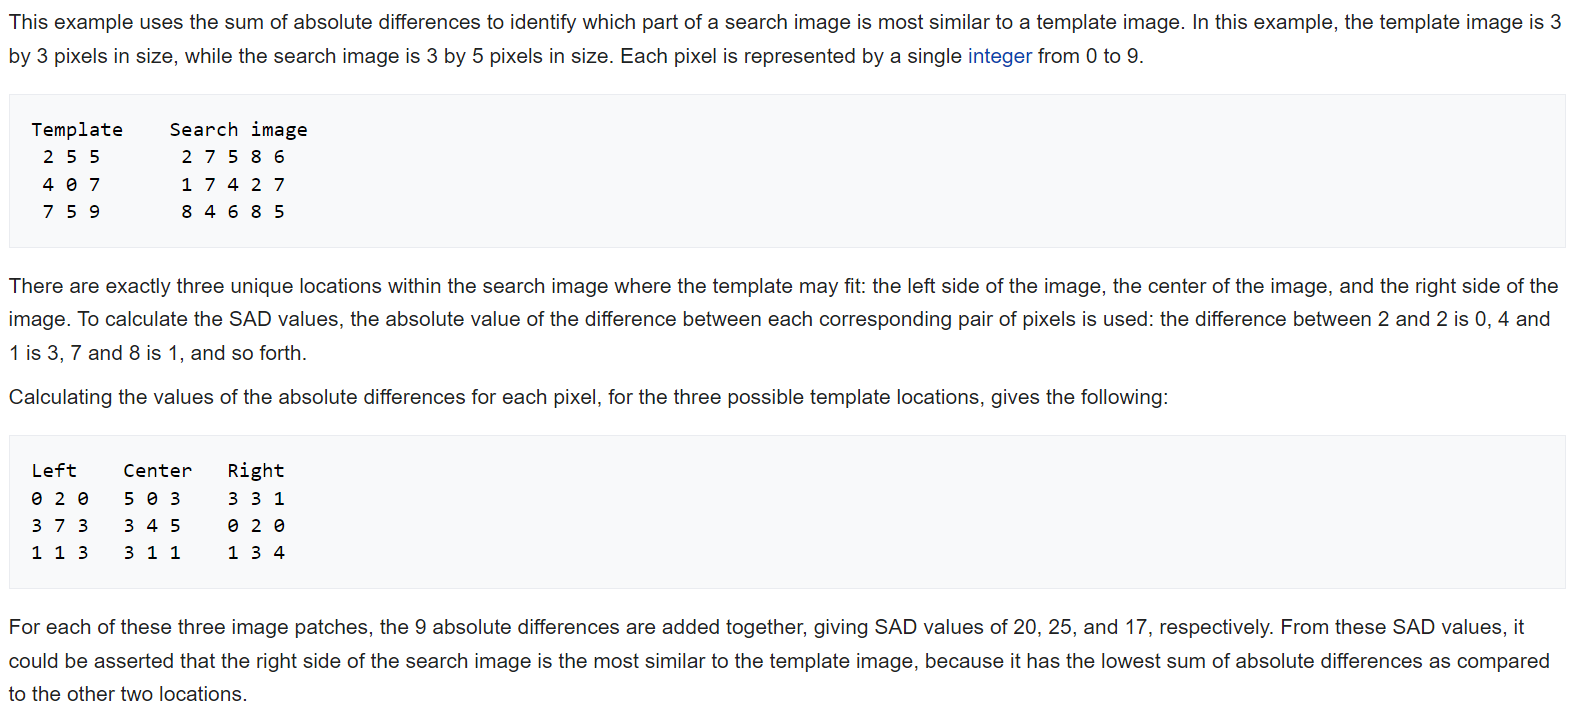 This example uses the sum of absolute differences to identify which part of a search image is most similar to a template image. In this example, the template image is 3
by 3 pixels in size, while the search image is 3 by 5 pixels in size. Each pixel is represented by a single integer from 0 to 9.
Template    Search image
 2 5 5       2 7 5 8 6
 4 0 7       1 7 4 2 7
 7 5 9       8 4 6 8 5
There are exactly three unique locations within the search image where the template may fit: the left side of the image, the center of the image, and the right side of the
image. To calculate the SAD values, the absolute value of the difference between each corresponding pair of pixels is used: the difference between 2 and 2 is 0, 4 and
1 is 3, 7 and 8 is 1, and so forth.
Calculating the values of the absolute differences for each pixel, for the three possible template locations, gives the following:
Left    Center   Right
0 2 0   5 0 3    3 3 1
3 7 3   3 4 5    0 2 0
1 1 3   3 1 1    1 3 4
For each of these three image patches, the 9 absolute differences are added together, giving SAD values of 20, 25, and 17, respectively. From these SAD values, it
could be asserted that the right side of the search image is the most similar to the template image, because it has the lowest sum of absolute differences as compared
to the other two locations.